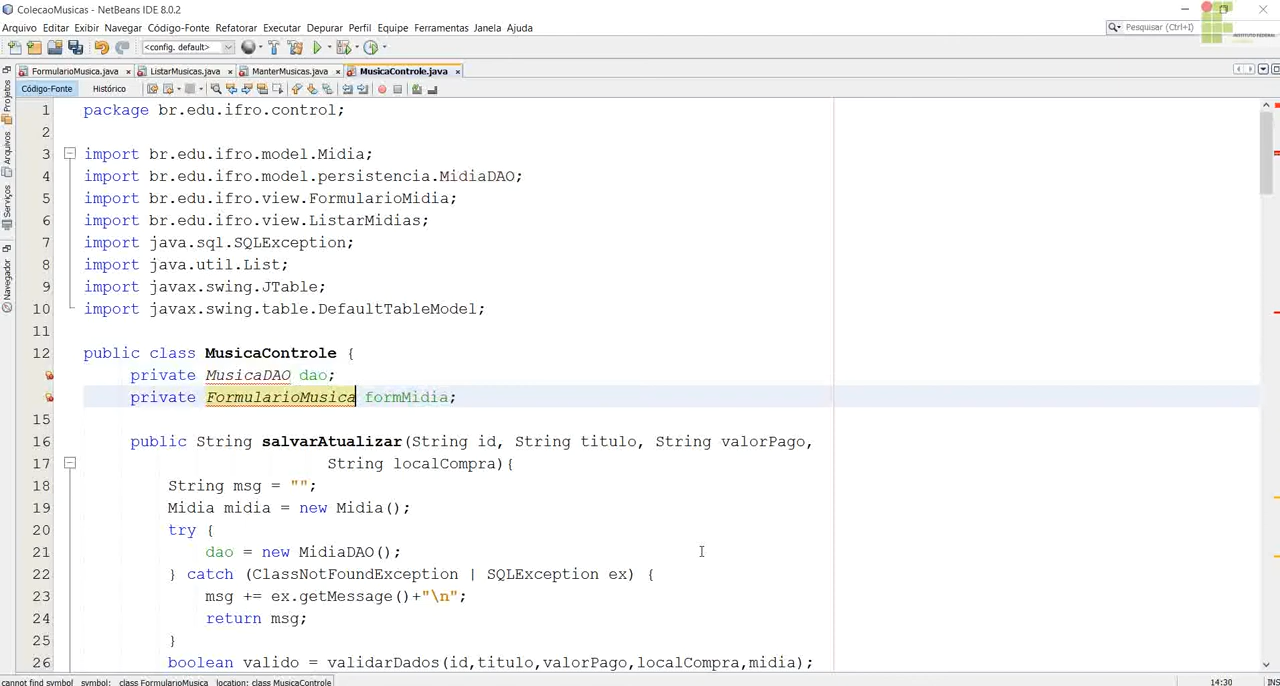 ColecaoMusicas - NetBeans IDE 8.0.2
Arquivo Editar Exibir Navegar Código-Fonte Refatorar Executar Depurar Perfil Equipe Ferramentas Janela Ajuda
Pesquisar (Ctrl+I)
INSTITUTO FEDERAL
<config. default>
FormularioMusica.java × ListarMusicas.java × ManterMusicas.java × MusicaControle.java ×
Código-Fonte Histórico
Projetos
Arquivos
Serviços
Navegador
1 package br.edu.ifro.control;
2
3 import br.edu.ifro.model.Midia;
4 import br.edu.ifro.model.persistencia.MidiaDAO;
5 import br.edu.ifro.view.FormularioMidia;
6 import br.edu.ifro.view.ListarMidias;
7 import java.sql.SQLException;
8 import java.util.List;
9 import javax.swing.JTable;
10 import javax.swing.table.DefaultTableModel;
11
12 public class MusicaControle {
private MusicaDAO dao;
private FormularioMusica formMidia;
15
16 public String salvarAtualizar(String id, String titulo, String valorPago,
17 String localCompra){
18 String msg = "";
19 Midia midia = new Midia();
20 try {
21 dao = new MidiaDAO();
22 } catch (ClassNotFoundException | SQLException ex) {
23 msg += ex.getMessage()+"\n";
24 return msg;
25 }
26 boolean valido = validarDados(id,titulo,valorPago,localCompra,midia);
cannot find symbol symbol: class FormularioMusica location: class MusicaControle
14:30 INS